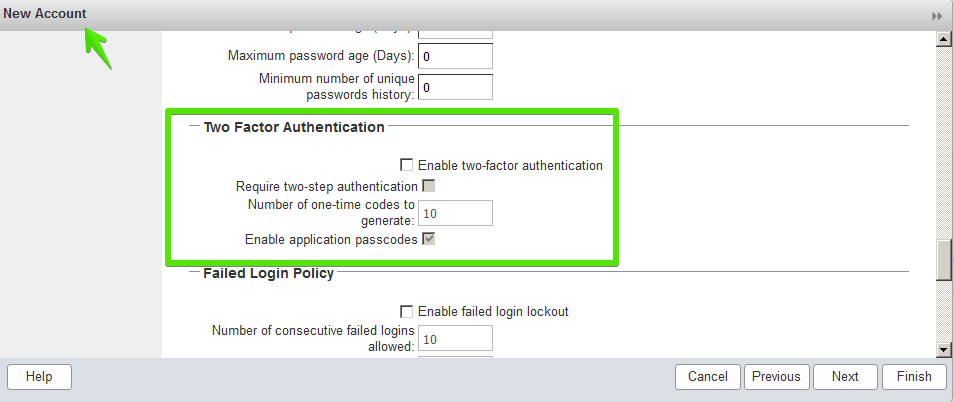 New Account
Maximum password age (Days):
0
Minimum number of unique
passwords history:
0
Two Factor Authentication
Enable two-factor authentication
Require two-step authentication
Number of one-time codes to
generate:
10
Enable application passcodes
Failed Login Policy
Enable failed login lockout
Number of consecutive failed logins
allowed:
10
Help
Cancel
Previous
Next
Finish